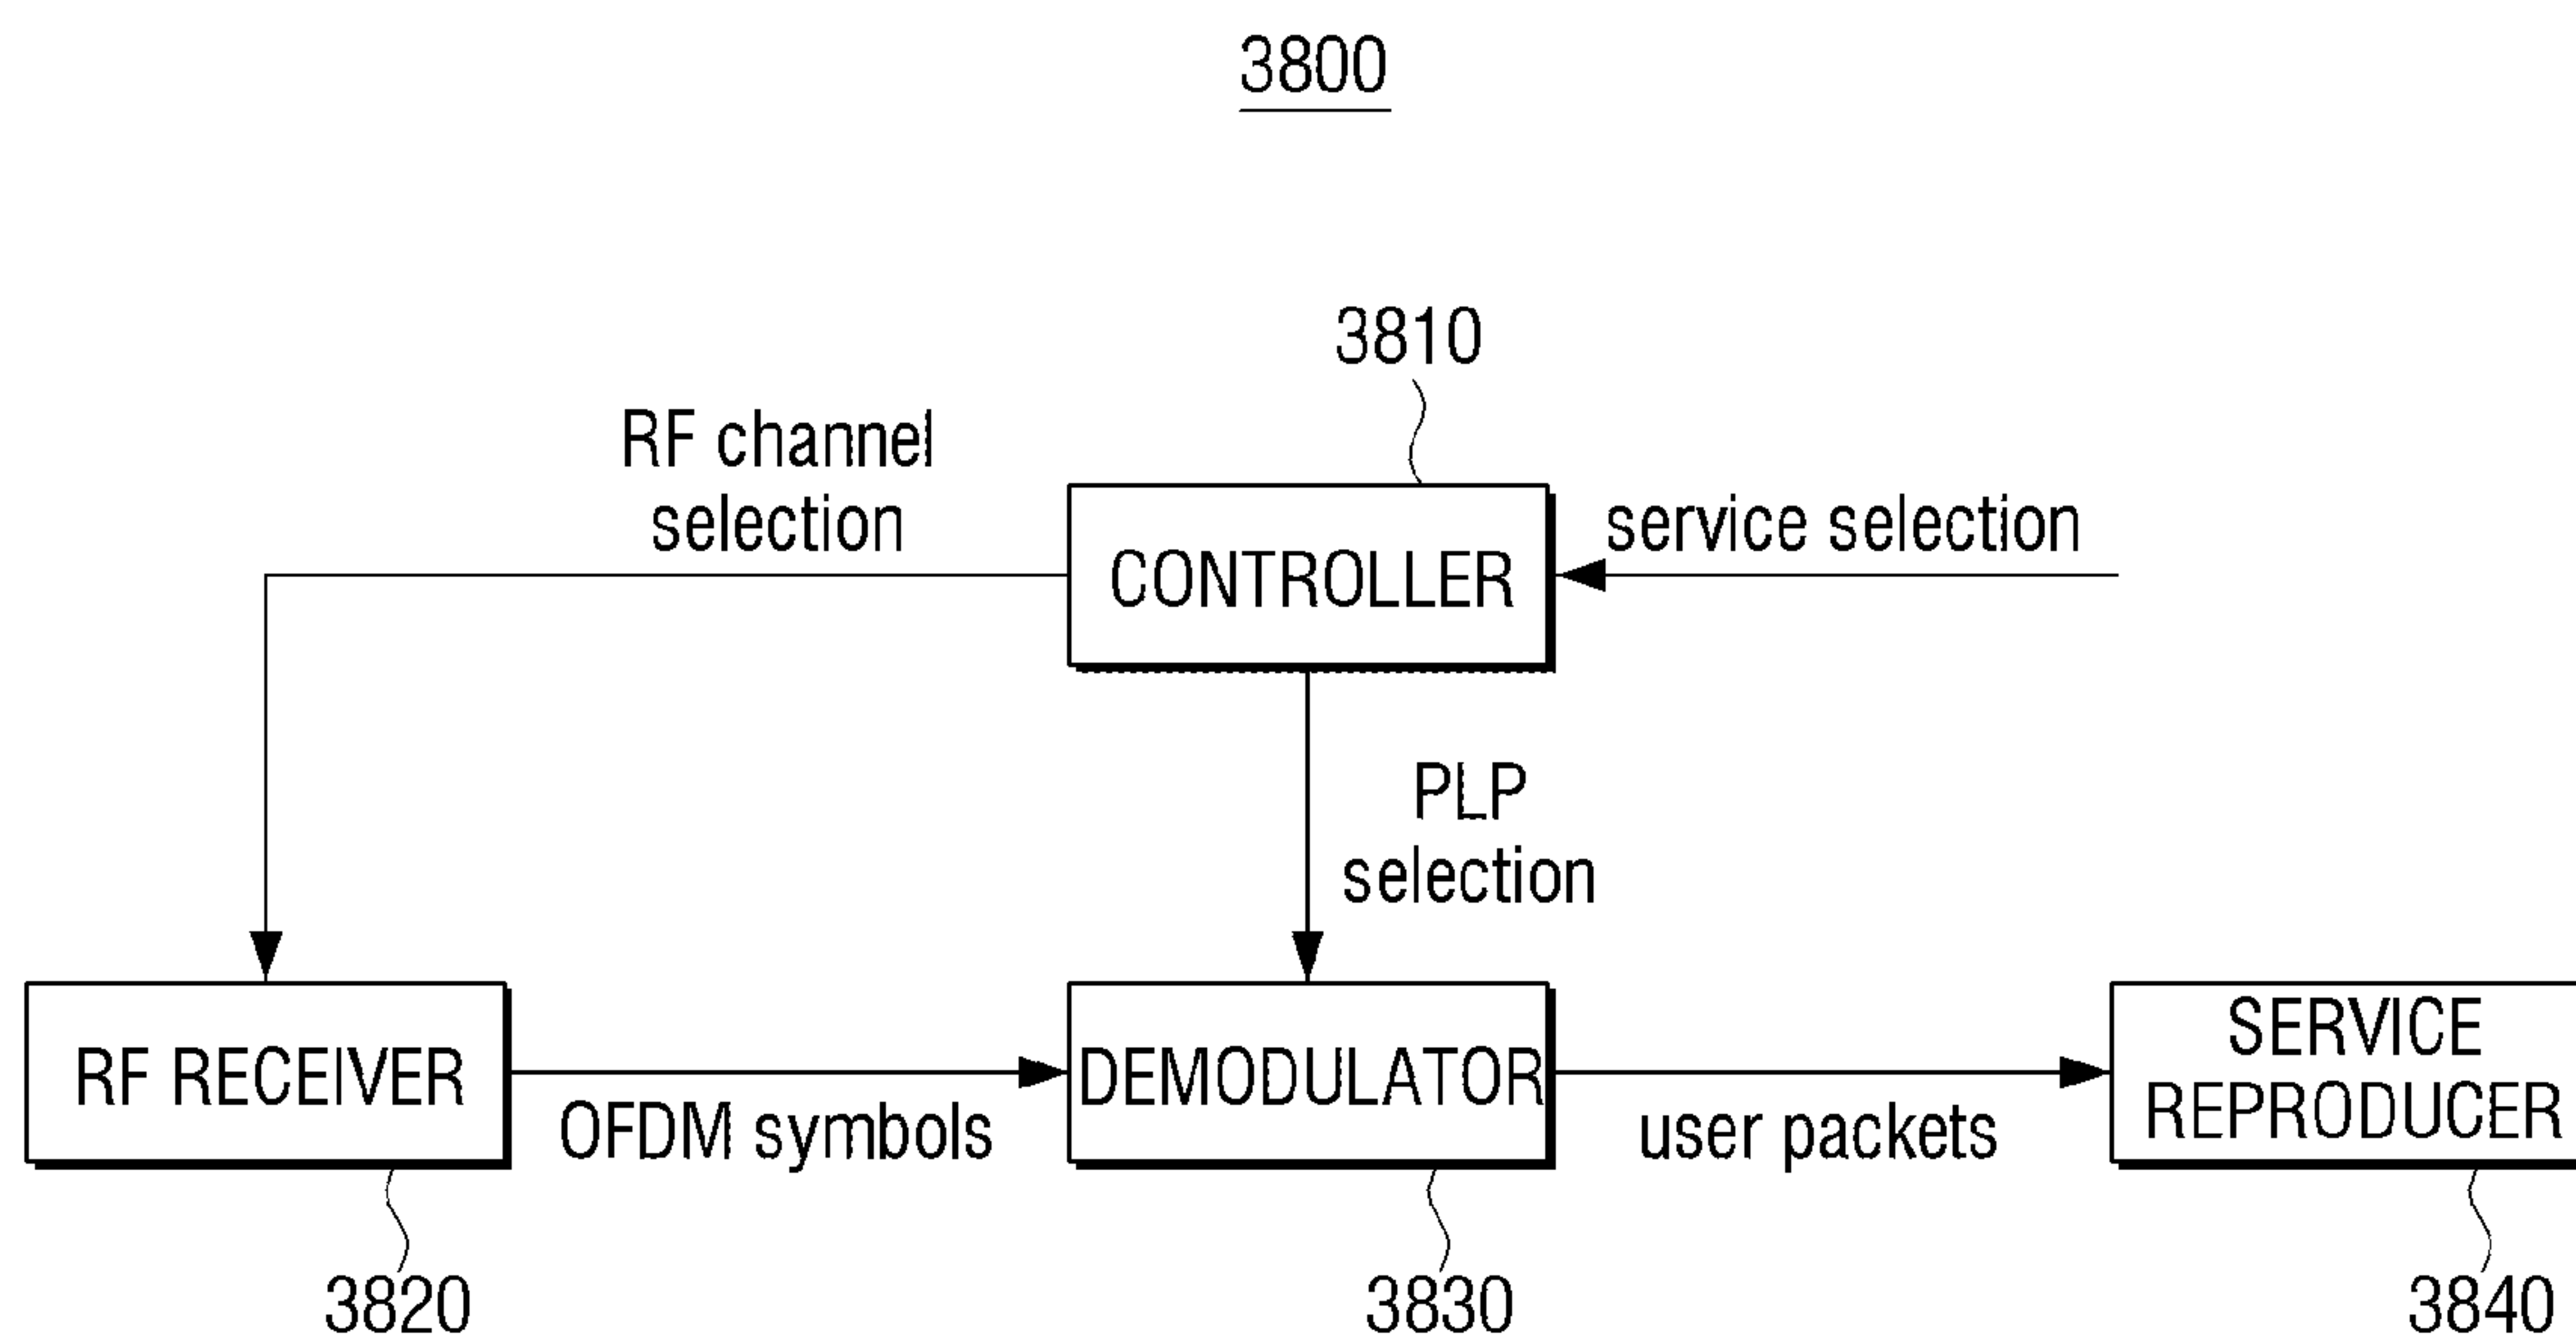 3800
3810
RF channel
selection
CONTROLLER
service selection
PLP
selection
RF RECEIVER
OFDM symbols
DEMODULATOR
user packets
SERVICE
REPRODUCER
3820
3830
3840